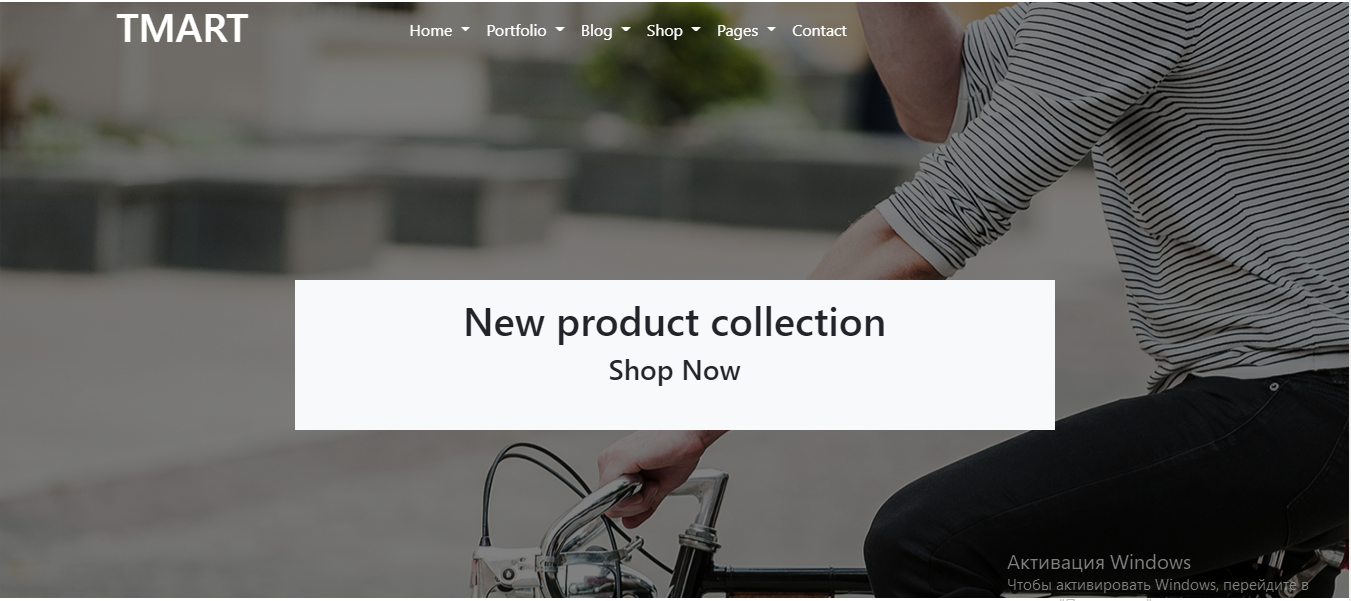 TMART
Home Portfolio Blog Shop Pages Contact
New product collection
Shop Now
Активация Windows
Чтобы активировать Windows, перейдите в